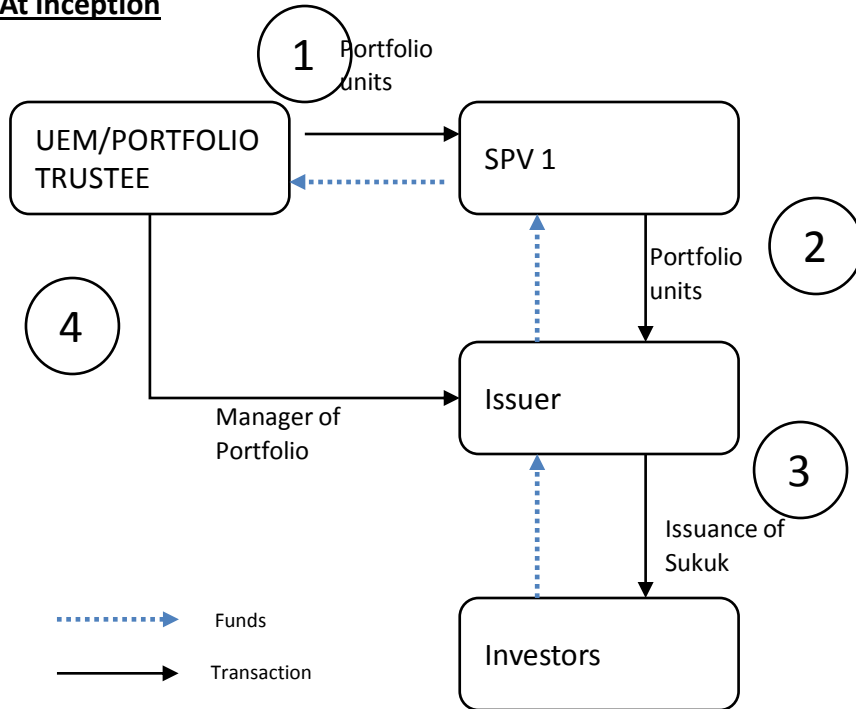 At inception
1
Portfolio
units
UEM/PORTFOLIO
TRUSTEE
SPV 1
2
Portfolio
units
4
Issuer
Manager of
Portfolio
3
Issuance of
Sukuk
Funds
Investors
Transaction